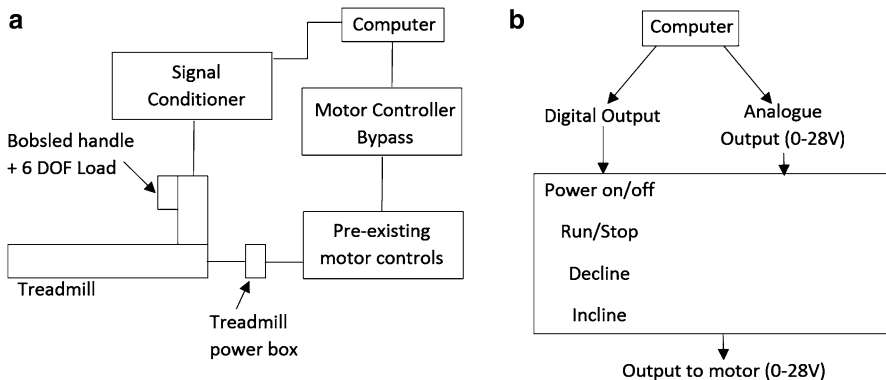 a
Computer
Signal
Conditioner
Motor Controller
Bypass
Bobsled handle
+ 6 DOF Load
Pre-existing
motor controls
Treadmill
Treadmill
power box
b
Computer
Digital Output
Analogue
Output (0-28V)
Power on/off
Run/Stop
Decline
Incline
Output to motor (0-28V)